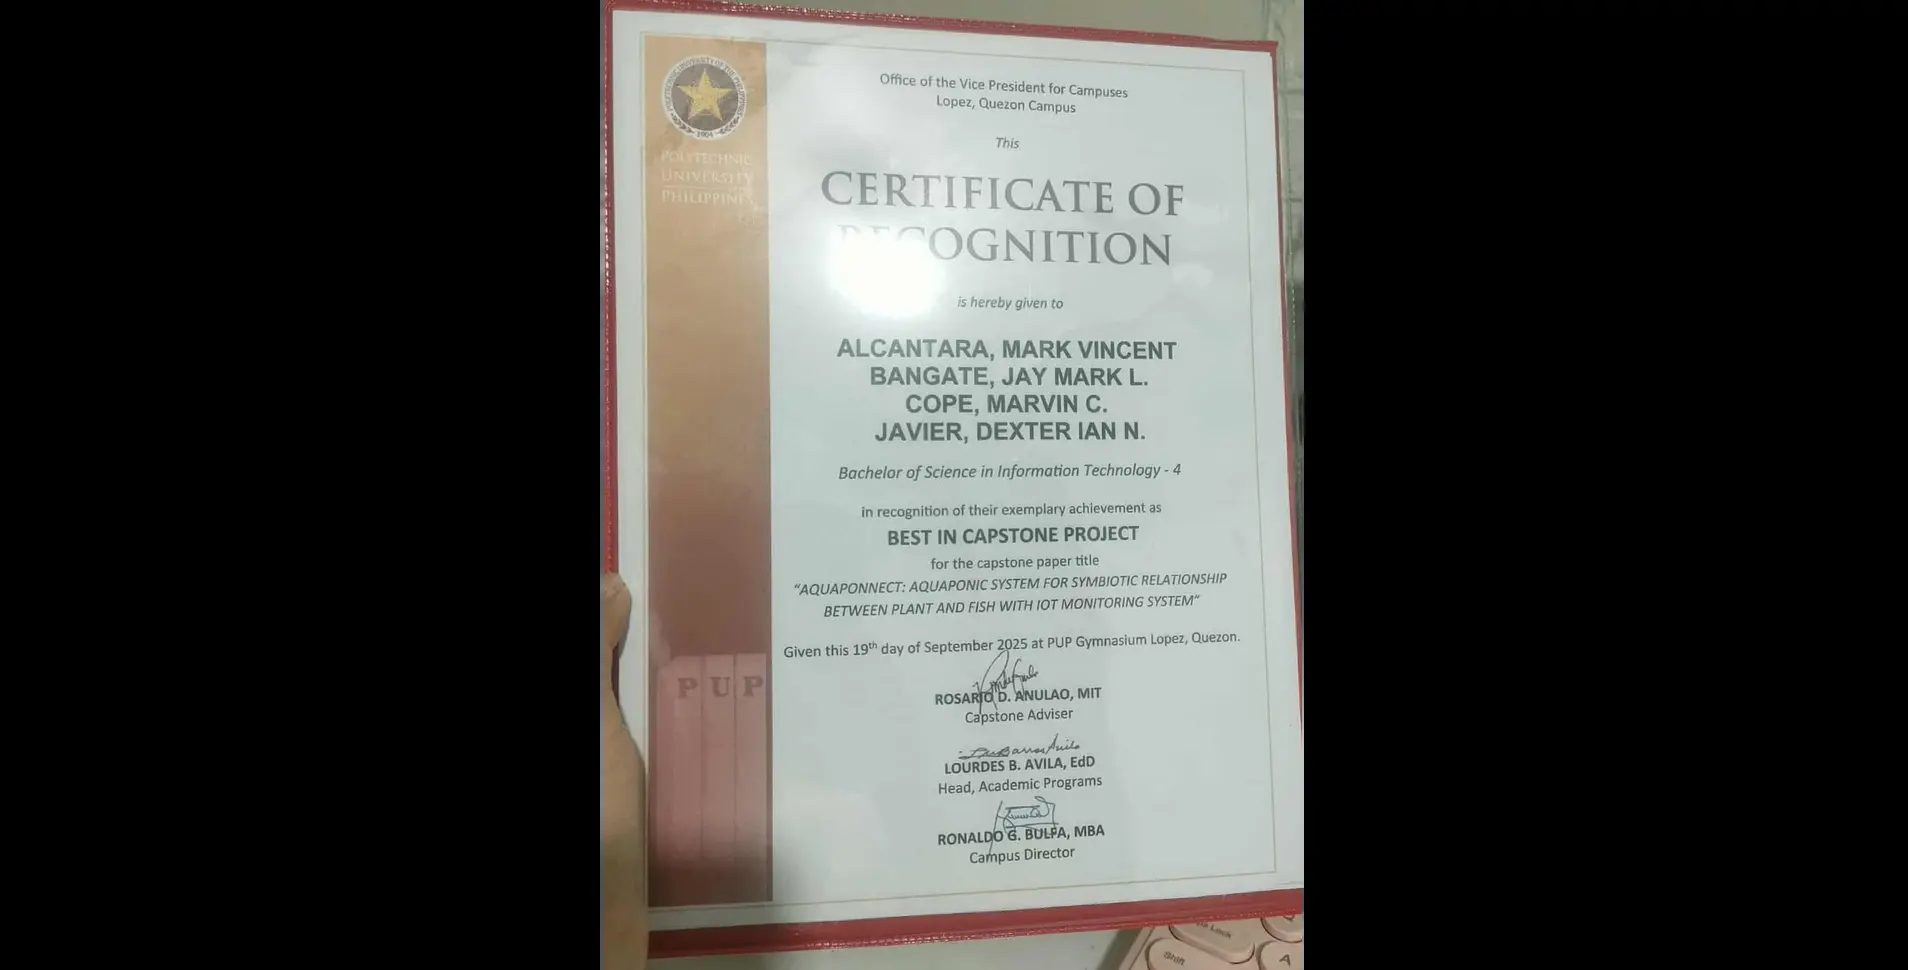 POLYTECHNIC UNIVERSITY OF THE PHILIPPINES
1904
POLYTECHNIC
UNIVERSITY
PHILIPPINES
Office of the Vice President for Campuses
Lopez, Quezon Campus
This
CERTIFICATE OF
RECOGNITION
is hereby given to
ALCANTARA, MARK VINCENT
BANGATE, JAY MARK L.
COPE, MARVIN C.
JAVIER, DEXTER IAN N.
Bachelor of Science in Information Technology - 4
in recognition of their exemplary achievement as
BEST IN CAPSTONE PROJECT
for the capstone paper title
“AQUAPONNECT: AQUAPONIC SYSTEM FOR SYMBIOTIC RELATIONSHIP
BETWEEN PLANT AND FISH WITH IOT MONITORING SYSTEM”
Given this 19th day of September 2025 at PUP Gymnasium Lopez, Quezon.
PUP
ROSARIO D. ANULAO, MIT
Capstone Adviser
LOURDES B. AVILA, EdD
Head, Academic Programs
RONALDO G. BULFA, MBA
Campus Director
Lock
Shift
A